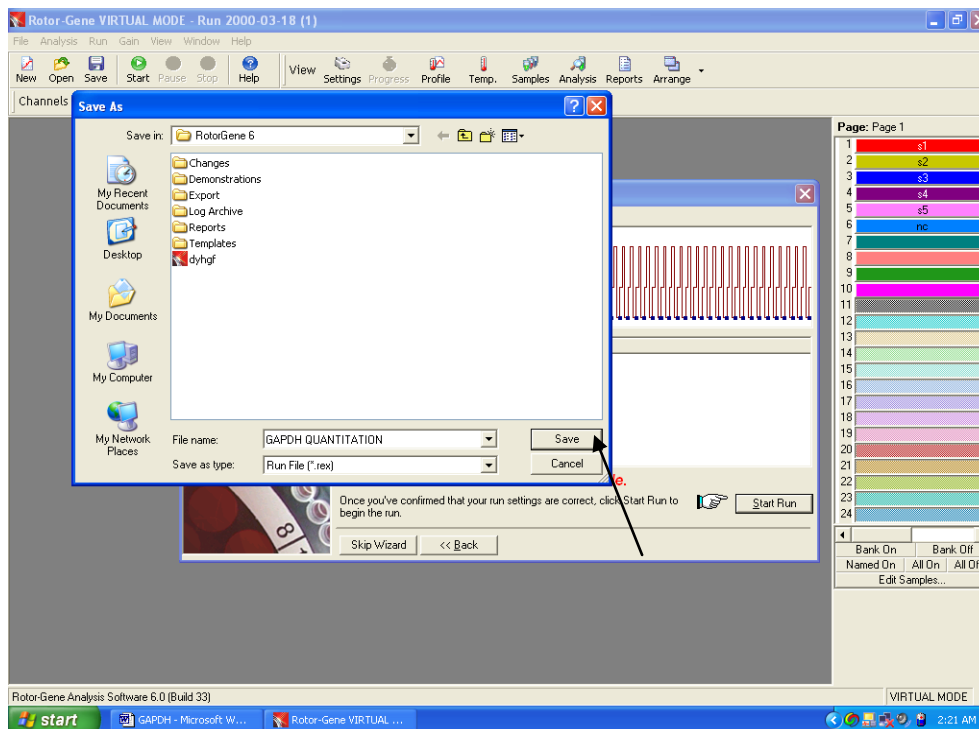 Rotor-Gene VIRTUAL MODE - Run 2000-03-18 (1)
File Analysis Run Gain View Window Help
New Open Save Start Pause Stop Help View Settings Progress Profile Temp. Samples Analysis Reports Arrange
Channels
Save As
Save in: RotorGene 6
My Recent Documents
Desktop
My Documents
My Computer
My Network Places
Changes
Demonstrations
Export
Log Archive
Reports
Templates
dyhgf
File name: GAPDH QUANTITATION Save
Save as type: Run File (*.rex) Cancel
Once you've confirmed that your run settings are correct, click Start Run to
begin the run.
Start Run
Skip Wizard << Back
8
Page: Page 1
1 s1
2 s2
3 s3
4 s4
5 s5
6 nc
7
8
9
10
11
12
13
14
15
16
17
18
19
20
21
22
23
24
Bank On Bank Off
Named On All On All Of
Edit Samples...
Rotor-Gene Analysis Software 6.0 (Build 33) VIRTUAL MODE
start GAPDH - Microsoft W... Rotor-Gene VIRTUAL ... 2:21 AM